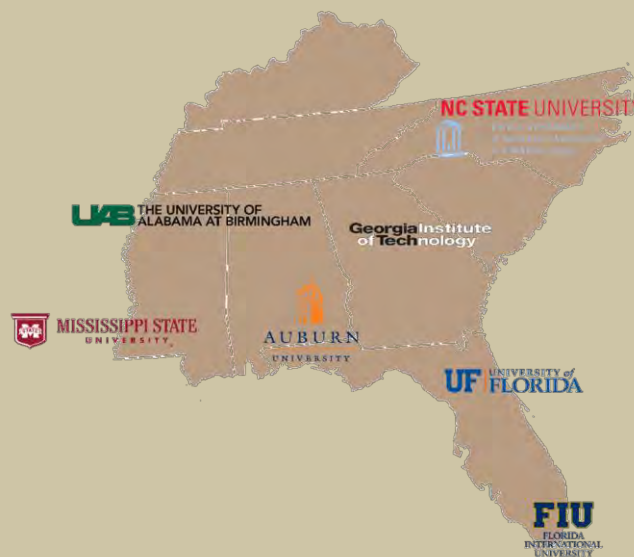 NC STATE UNIVERSITY
UAB THE UNIVERSITY OF
ALABAMA AT BIRMINGHAM
Georgia Institute
of Technology
MISSISSIPPI STATE
UNIVERSITY
AUBURN
UNIVERSITY
UF UNIVERSITY of
FLORIDA
FIU
FLORIDA
INTERNATIONAL
UNIVERSITY